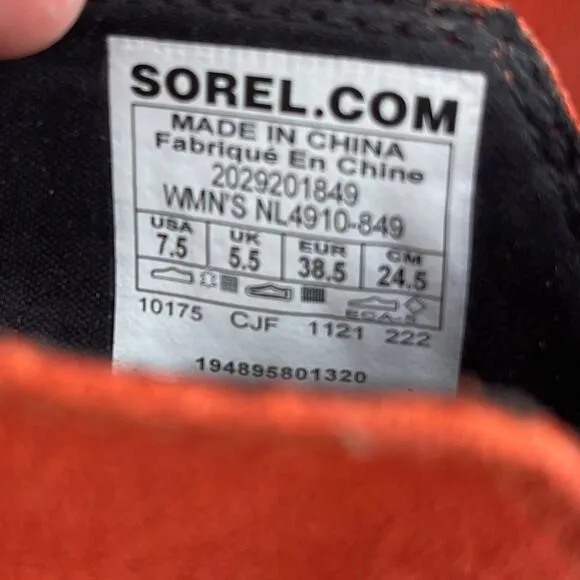 SOREL.COM
MADE IN CHINA
Fabriqué En Chine
2029201849
WMN'S NL4910-849
USA UK EUR CM
7.5 5.5 38.5 24.5
10175 CJF 1121 222
194895801320